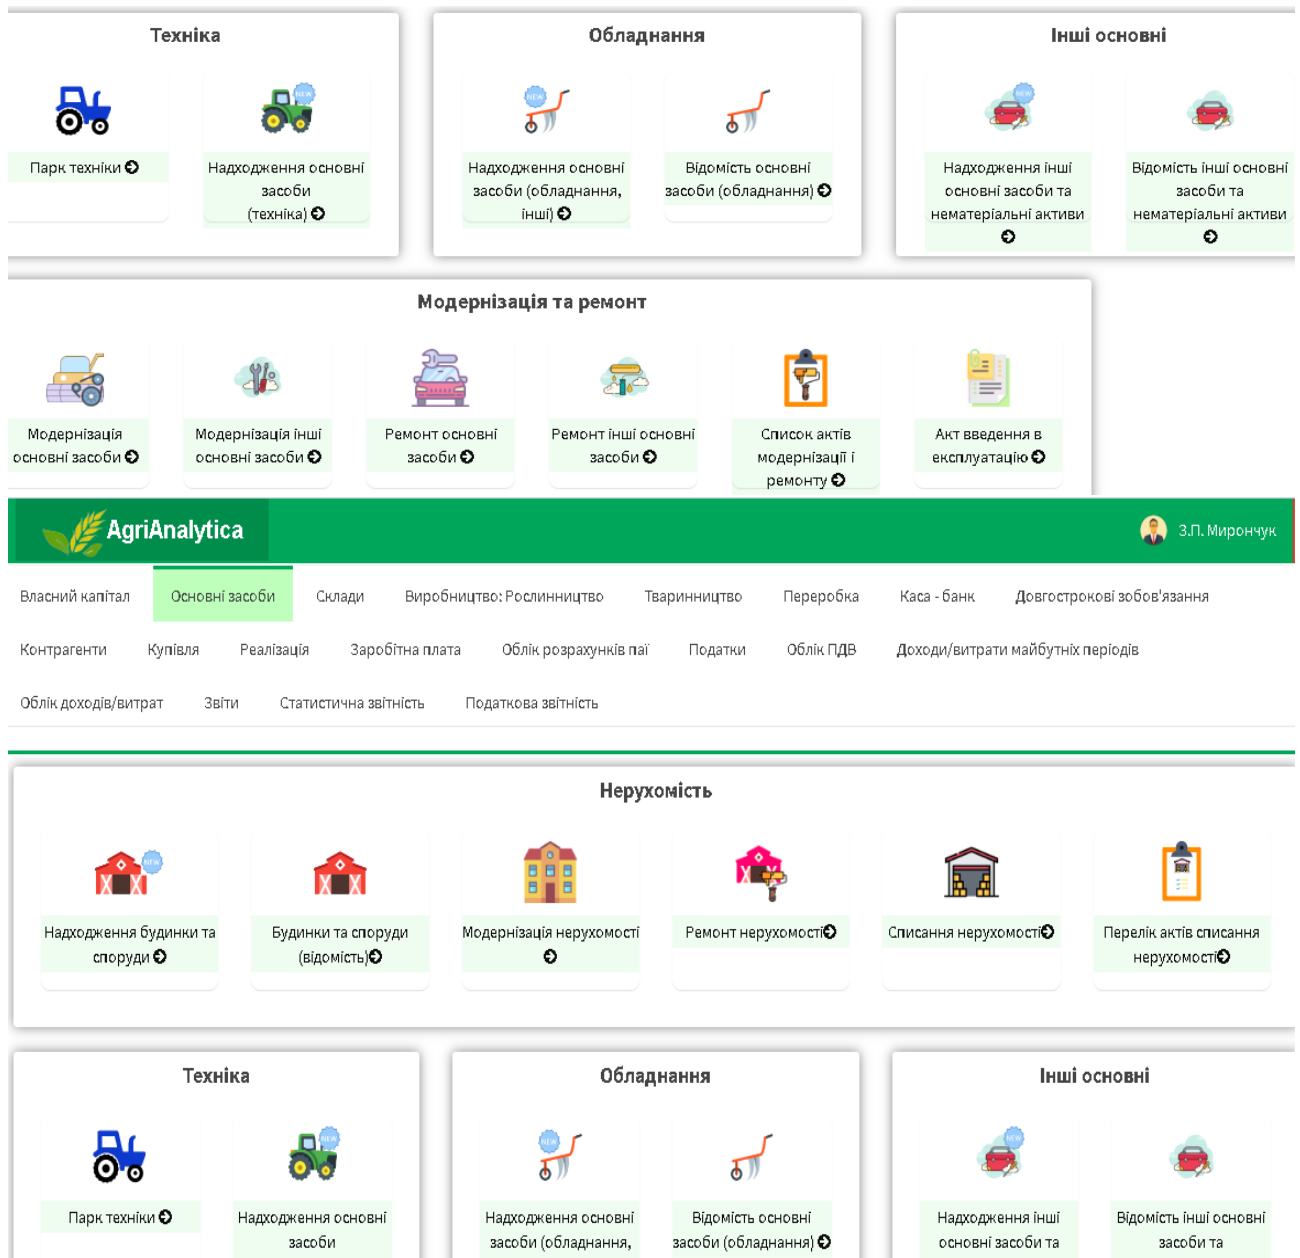 Техніка
Обладнання
Інші основні
Парк техніки
Надходження основні
засоби
(техніка)
Надходження основні
засоби (обладнання,
інші)
Відомість основні
засоби (обладнання)
Надходження інші
основні засоби та
нематеріальні активи
Відомість інші основні
засоби та
нематеріальні активи
NEW
NEW
NEW
Модернізація та ремонт
Модернізація
основні засоби
Модернізація інші
основні засоби
Ремонт основні
засоби
Ремонт інші основні
засоби
Список актів
модернізації і
ремонту
Акт введення в
експлуатацію
AgriAnalytica
З.П. Мирончук
Власний капітал Основні засоби Склади Виробництво: Рослинництво Тваринництво Переробка Каса - банк Довгострокові зобов'язання
Контрагенти Купівля Реалізація Заробітна плата Облік розрахунків паї Податки Облік ПДВ Доходи/витрати майбутніх періодів
Облік доходів/витрат Звіти Статистична звітність Податкова звітність
Нерухомість
NEW
Надходження будинки та
споруди
Будинки та споруди
(відомість)
Модернізація нерухомості
Ремонт нерухомості
Списання нерухомості
Перелік актів списання
нерухомості
Техніка
Обладнання
Інші основні
NEW
NEW
NEW
Парк техніки
Надходження основні
засоби
Надходження основні
засоби (обладнання,
Відомість основні
засоби (обладнання)
Надходження інші
основні засоби та
Відомість інші основні
засоби та